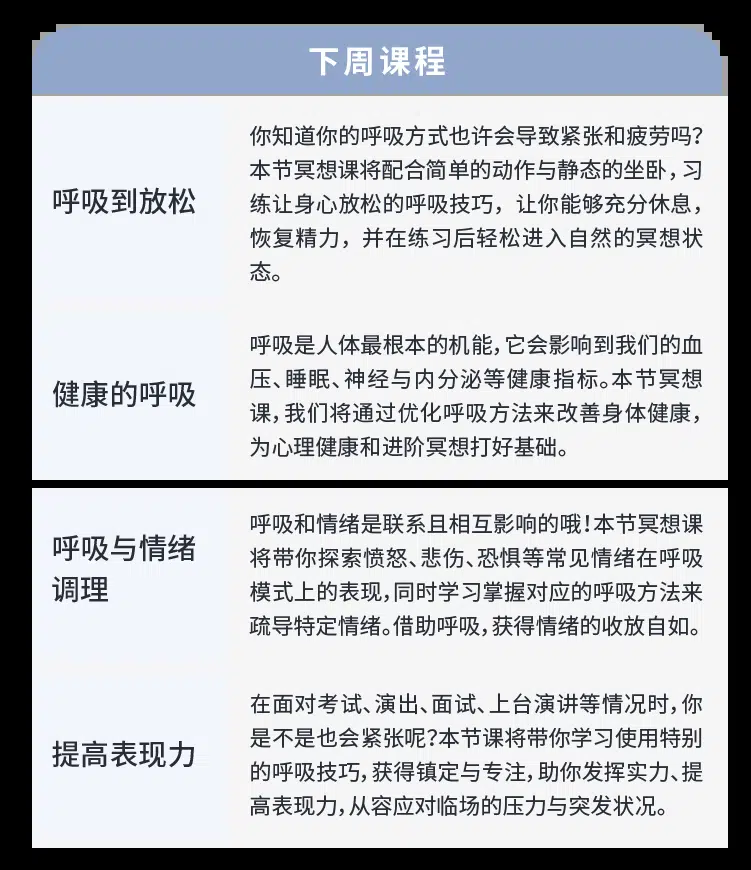 下周课程
呼吸到放松
你知道你的呼吸方式也许会导致紧张和疲劳吗？
本节冥想课将配合简单的动作与静态的坐卧，习
练让身心放松的呼吸技巧，让你能够充分休息，
恢复精力，并在练习后轻松进入自然的冥想状
态。
健康的呼吸
呼吸是人体最根本的机能，它会影响到我们的血
压、睡眠、神经与内分泌等健康指标。本节冥想
课，我们将通过优化呼吸方法来改善身体健康，
为心理健康和进阶冥想打好基础。
呼吸与情绪
调理
呼吸和情绪是联系且相互影响的哦！本节冥想课
将带你探索愤怒、悲伤、恐惧等常见情绪在呼吸
模式上的表现，同时学习掌握对应的呼吸方法来
疏导特定情绪。借助呼吸，获得情绪的收放自如。
提高表现力
在面对考试、演出、面试、上台演讲等情况时，你
是不是也会紧张呢？本节课将带你学习使用特别
的呼吸技巧，获得镇定与专注，助你发挥实力、提
高表现力，从容应对临场的压力与突发状况。